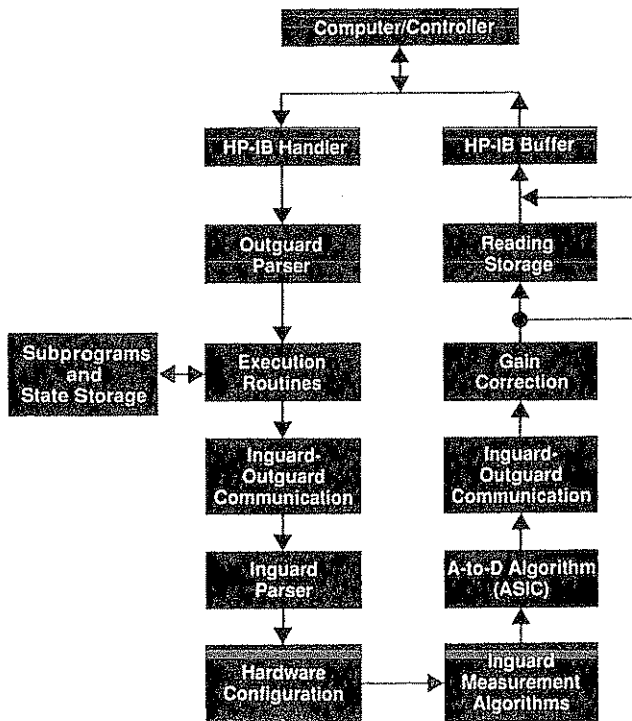 Computer/Controller
HP-IB Handler
HP-IB Buffer
Outguard
Parser
Reading
Storage
Subprograms
and
State Storage
Execution
Routines
Gain
Correction
Inguard-
Outguard
Communication
Inguard-
Outguard
Communication
Inguard
Parser
A-to-D Algorithm
(ASIC)
Hardware
Configuration
Inguard
Measurement
Algorithms